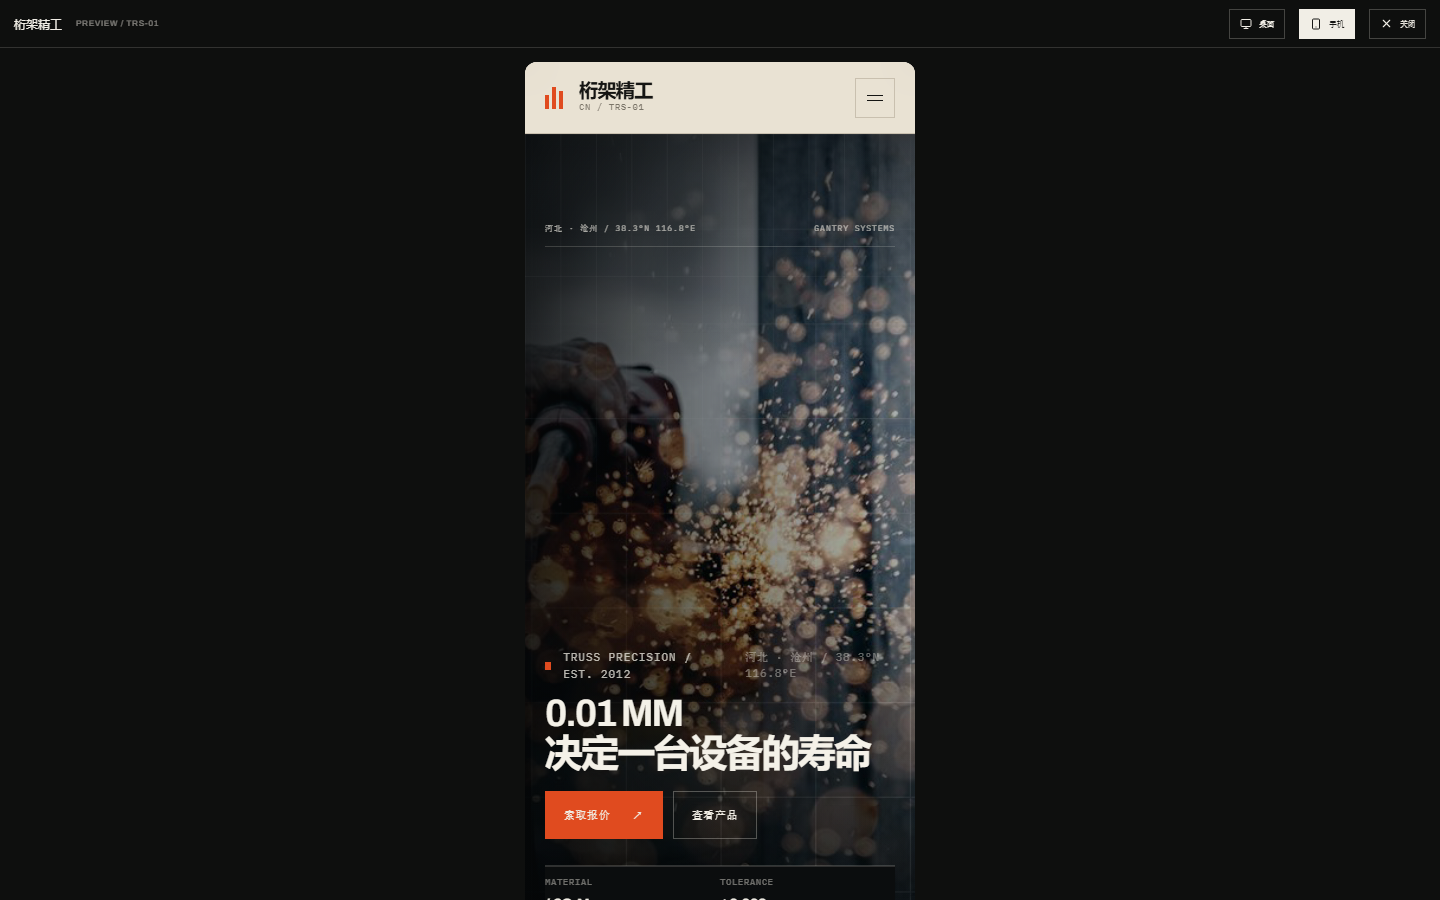 桁架精工
PREVIEW / TRS-01
桌面
手机
关闭
桁架精工
CN / TRS-01
河北 · 沧州 / 38.3°N 116.8°E
GANTRY SYSTEMS
TRUSS PRECISION /
EST. 2012
河北 · 沧州 / 38.3°N
116.8°E
0.01 MM
决定一台设备的寿命
索取报价 ↗
查看产品
MATERIAL
TOLERANCE